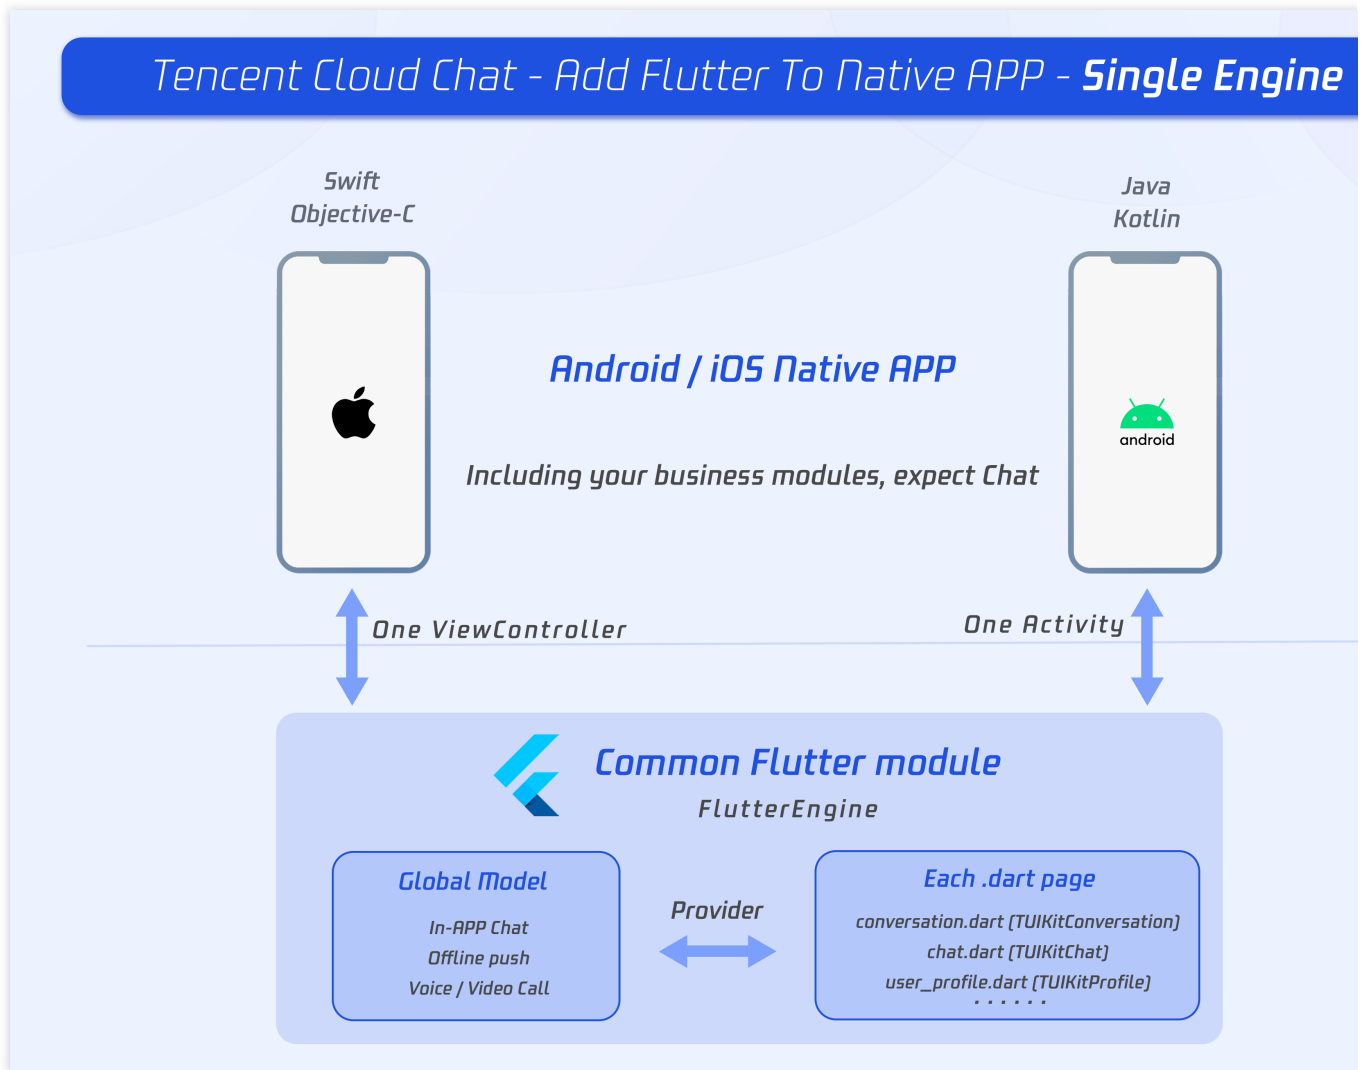 Tencent Cloud Chat - Add Flutter To Native APP - Single Engine
Swift
Objective-C
Java
Kotlin
Android / iOS Native APP
android
Including your business modules, expect Chat
One ViewController
One Activity
Common Flutter module
FlutterEngine
Global Model
In-APP Chat
Offline push
Voice / Video Call
Provider
Each .dart page
conversation.dart (TUIKitConversation)
chat.dart (TUIKitChat)
user_profile.dart (TUIKitProfile)
......